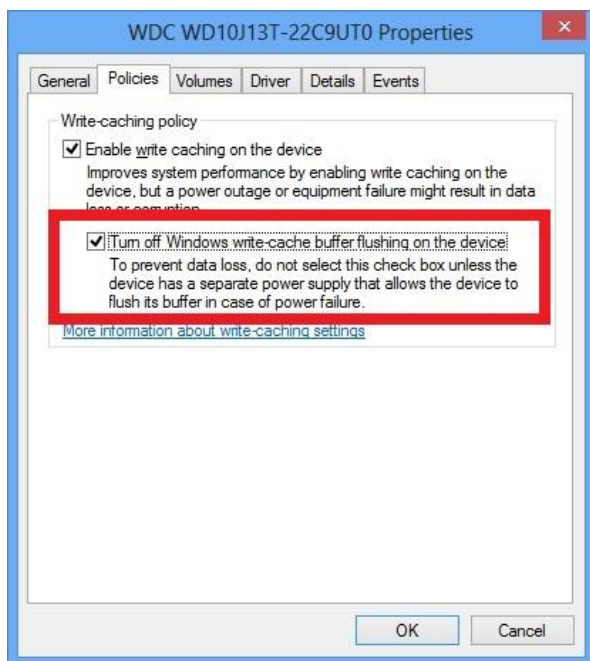 WDC WD10J13T-22C9UT0 Properties
General Policies Volumes Driver Details Events
Write-caching policy
Enable write caching on the device
Improves system performance by enabling write caching on the
device, but a power outage or equipment failure might result in data
loss or corruption.
Turn off Windows write-cache buffer flushing on the device
To prevent data loss, do not select this check box unless the
device has a separate power supply that allows the device to
flush its buffer in case of power failure.
More information about write-caching settings
OK Cancel